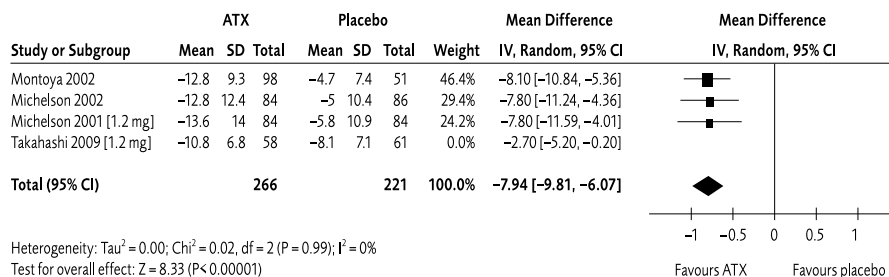 ATX Placebo Mean Difference Mean Difference
Study or Subgroup Mean SD Total Mean SD Total Weight IV, Random, 95% CI IV, Random, 95% CI
Montoya 2002 −12.8 9.3 98 −4.7 7.4 51 46.4% −8.10 [−10.84, −5.36]
Michelson 2002 −12.8 12.4 84 −5 10.4 86 29.4% −7.80 [−11.24, −4.36]
Michelson 2001 [1.2 mg] −13.6 14 84 −5.8 10.9 84 24.2% −7.80 [−11.59, −4.01]
Takahashi 2009 [1.2 mg] −10.8 6.8 58 −8.1 7.1 61 0.0% −2.70 [−5.20, −0.20]
Total (95% CI) 266 221 100.0% −7.94 [−9.81, −6.07]
−1 −0.5 0 0.5 1
Heterogeneity: Tau² = 0.00; Chi² = 0.02, df = 2 (P = 0.99); I² = 0%
Test for overall effect: Z = 8.33 (P< 0.00001)
Favours ATX Favours placebo